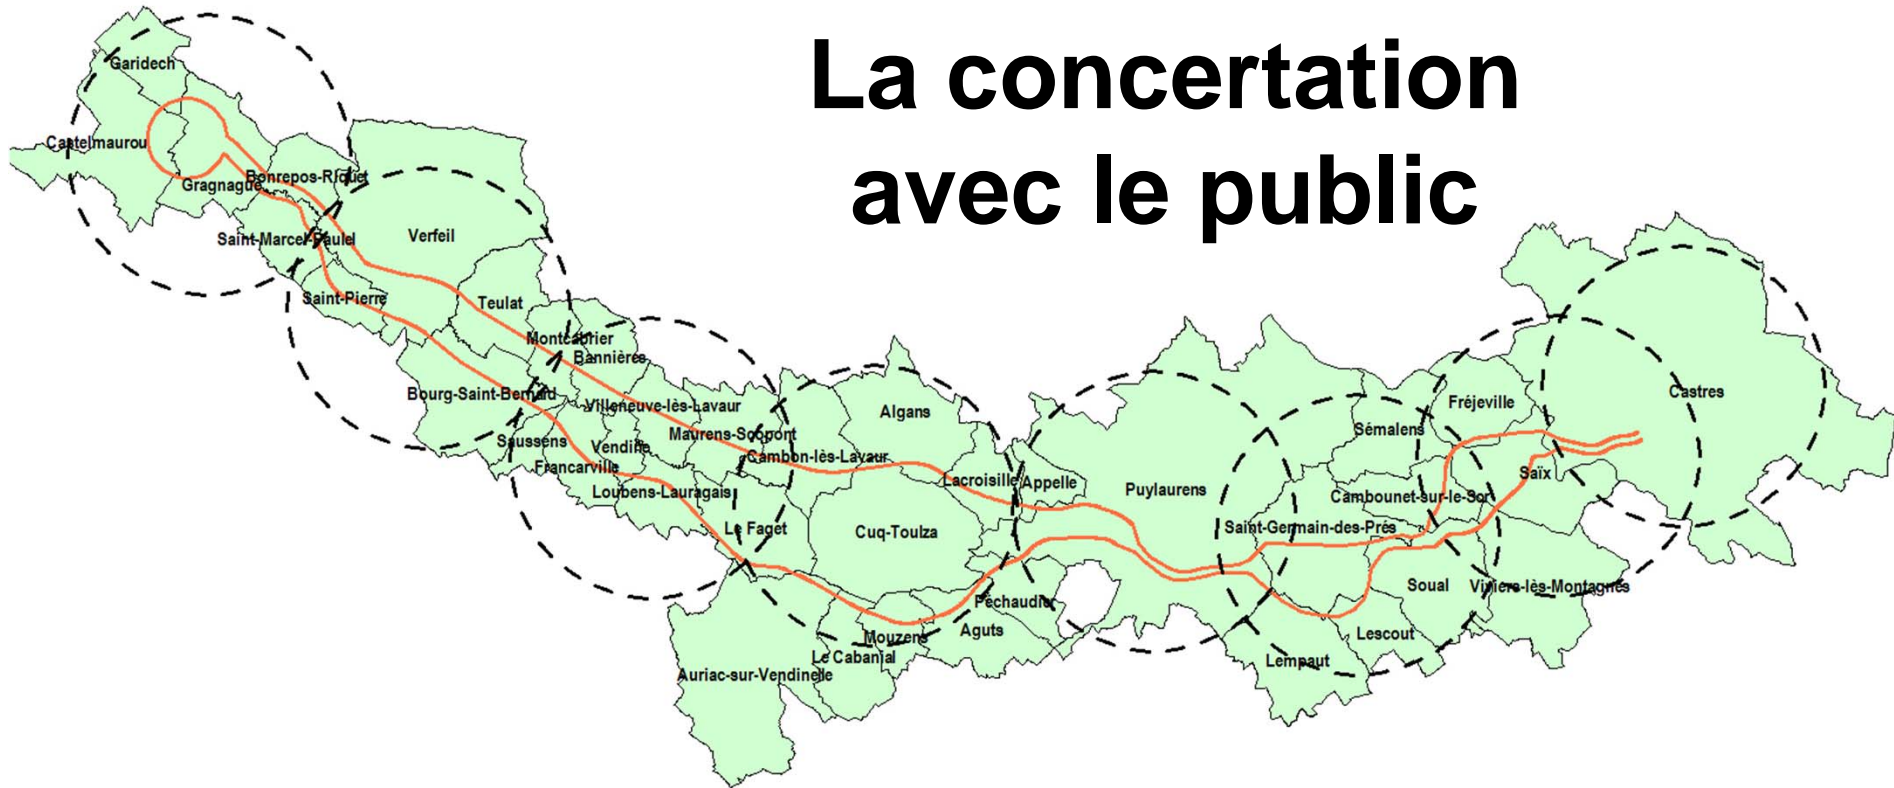 La concertation
avec le public
Garidech
Castelmaurou
Gragnague
Bonrepos-Riquet
Saint-Marcel-Paulel
Verfeil
Saint-Pierre
Teulat
Montcabrier
Bannières
Bourg-Saint-Bernard
Villeneuve-lès-Lavaur
Saussens
Vendine
Maurens-Scopont
Francarville
Cambon-lès-Lavaur
Loubens-Lauragais
Le Faget
Algans
Lacroisille
Appelle
Cuq-Toulza
Puylaurens
Péchaudier
Aguts
Mouzens
Le Cabanial
Auriac-sur-Vendinelle
Fréjeville
Castres
Sémalens
Saïx
Cambounet-sur-le-Sor
Saint-Germain-des-Prés
Soual
Viviers-lès-Montagnes
Lescout
Lempaut